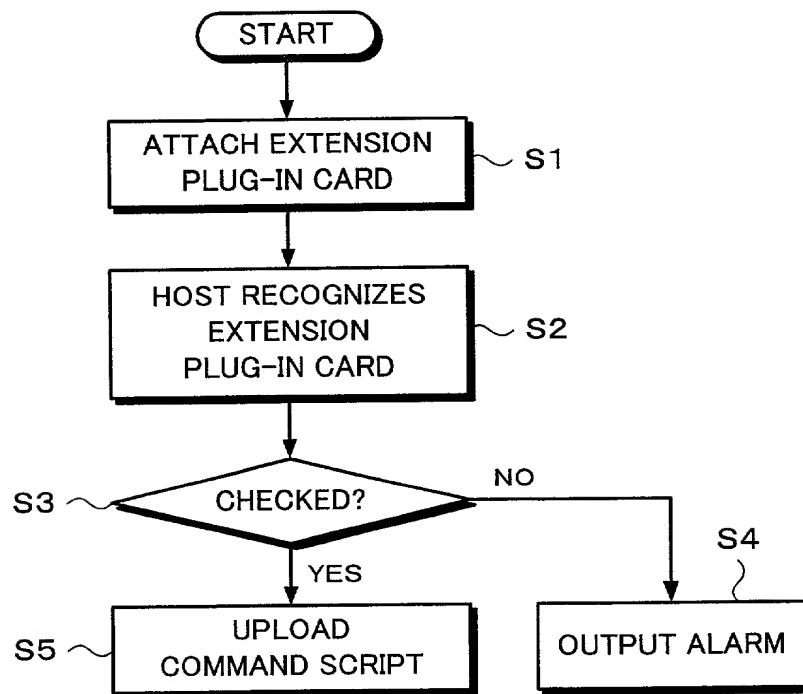 START
ATTACH EXTENSION
PLUG-IN CARD
S1
HOST RECOGNIZES
EXTENSION
PLUG-IN CARD
S2
S3
CHECKED?
NO
YES
S4
S5
UPLOAD
COMMAND SCRIPT
OUTPUT ALARM